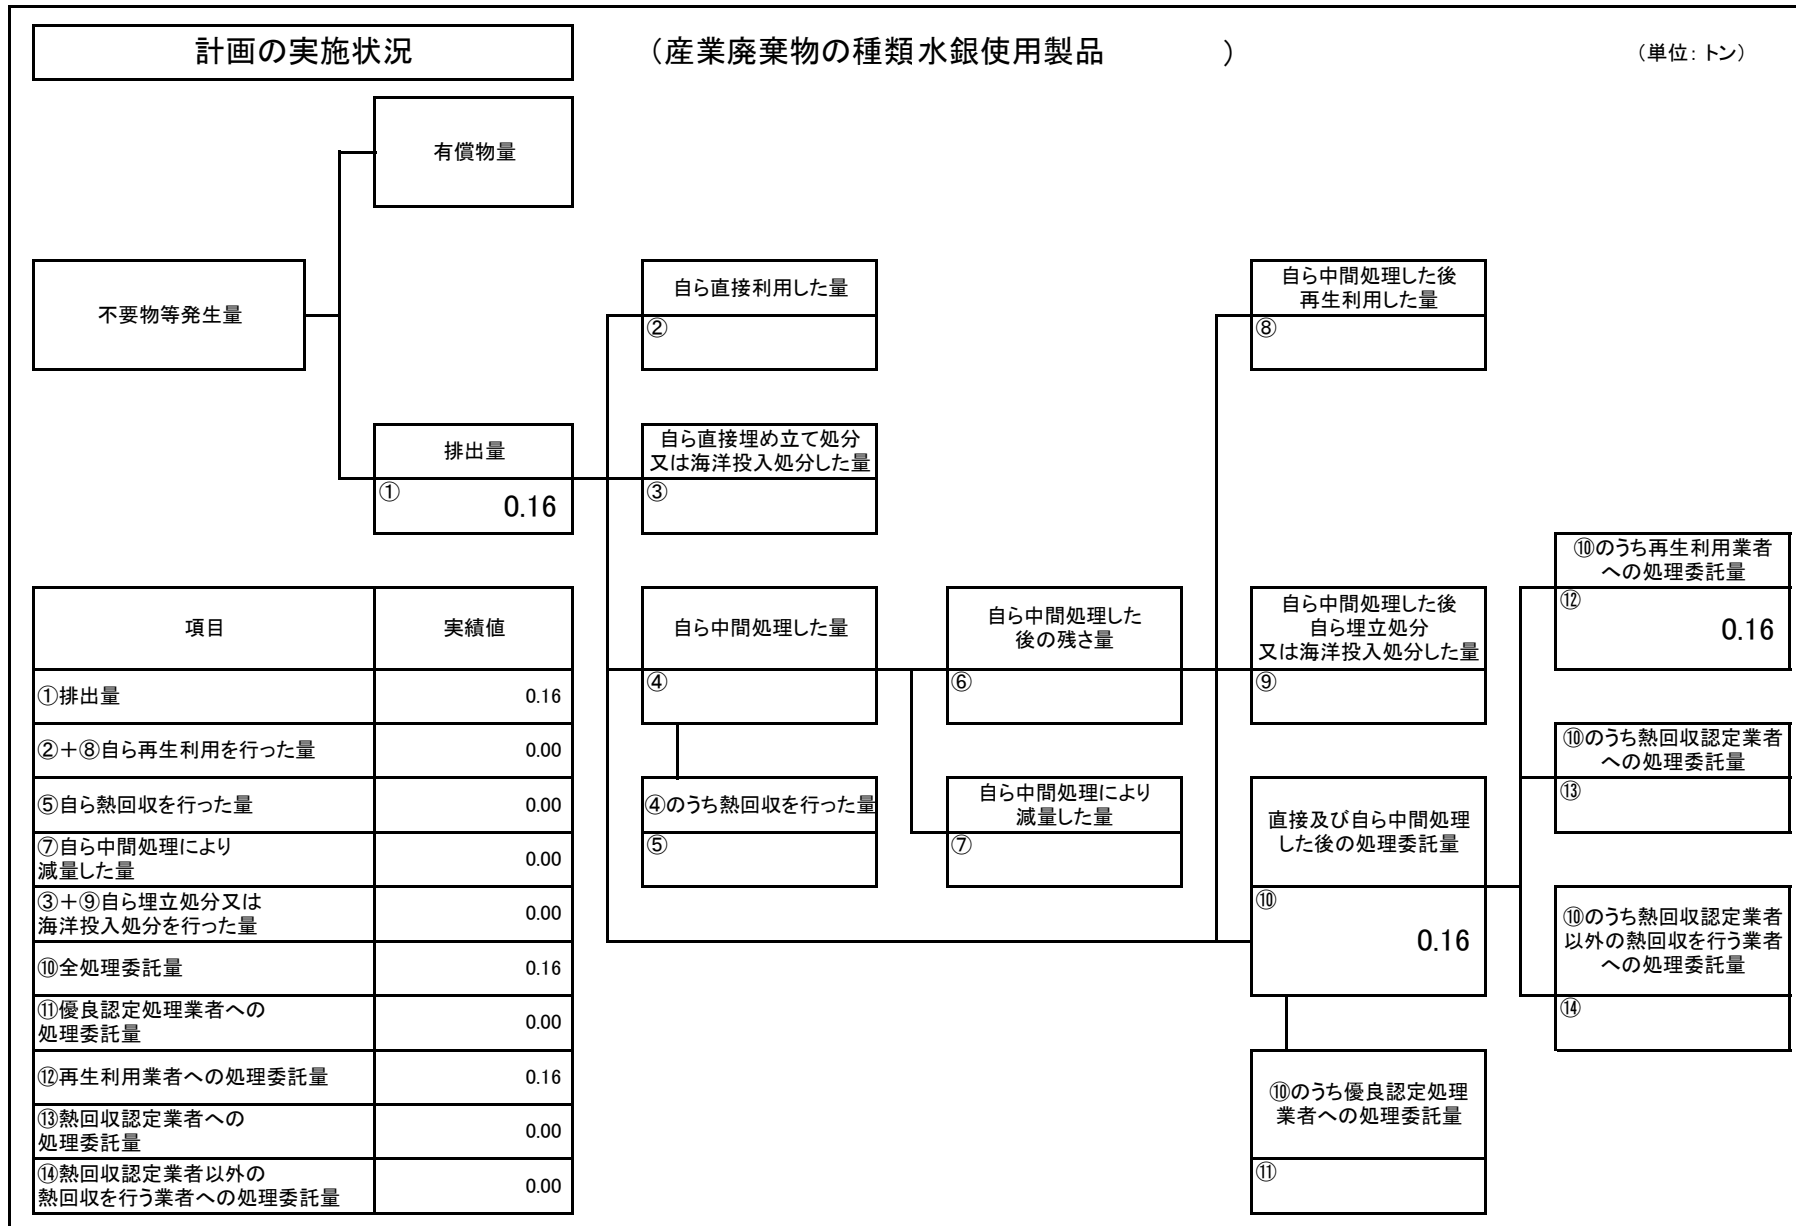 計画の実施状況
（産業廃棄物の種類 水銀使用製品　　　　）
（単位：トン）
有償物量
不要物等発生量
自ら直接利用した量
②
自ら中間処理した後
再生利用した量
⑧
排出量
①
0.16
自ら直接埋め立て処分
又は海洋投入処分した量
③
⑩のうち再生利用業者
への処理委託量
⑫
0.16
自ら中間処理した量
④
自ら中間処理した
後の残さ量
⑥
自ら中間処理した後
自ら埋立処分
又は海洋投入処分した量
⑨
⑩のうち熱回収認定業者
への処理委託量
⑬
④のうち熱回収を行った量
⑤
自ら中間処理により
減量した量
⑦
直接及び自ら中間処理
した後の処理委託量
⑩
0.16
⑩のうち熱回収認定業者
以外の熱回収を行う業者
への処理委託量
⑭
⑩のうち優良認定処理
業者への処理委託量
⑪
項目 実績値
①排出量 0.16
②＋⑧自ら再生利用を行った量 0.00
⑤自ら熱回収を行った量 0.00
⑦自ら中間処理により
減量した量 0.00
③＋⑨自ら埋立処分又は
海洋投入処分を行った量 0.00
⑩全処理委託量 0.16
⑪優良認定処理業者への
処理委託量 0.00
⑫再生利用業者への処理委託量 0.16
⑬熱回収認定業者への
処理委託量 0.00
⑭熱回収認定業者以外の
熱回収を行う業者への処理委託量 0.00